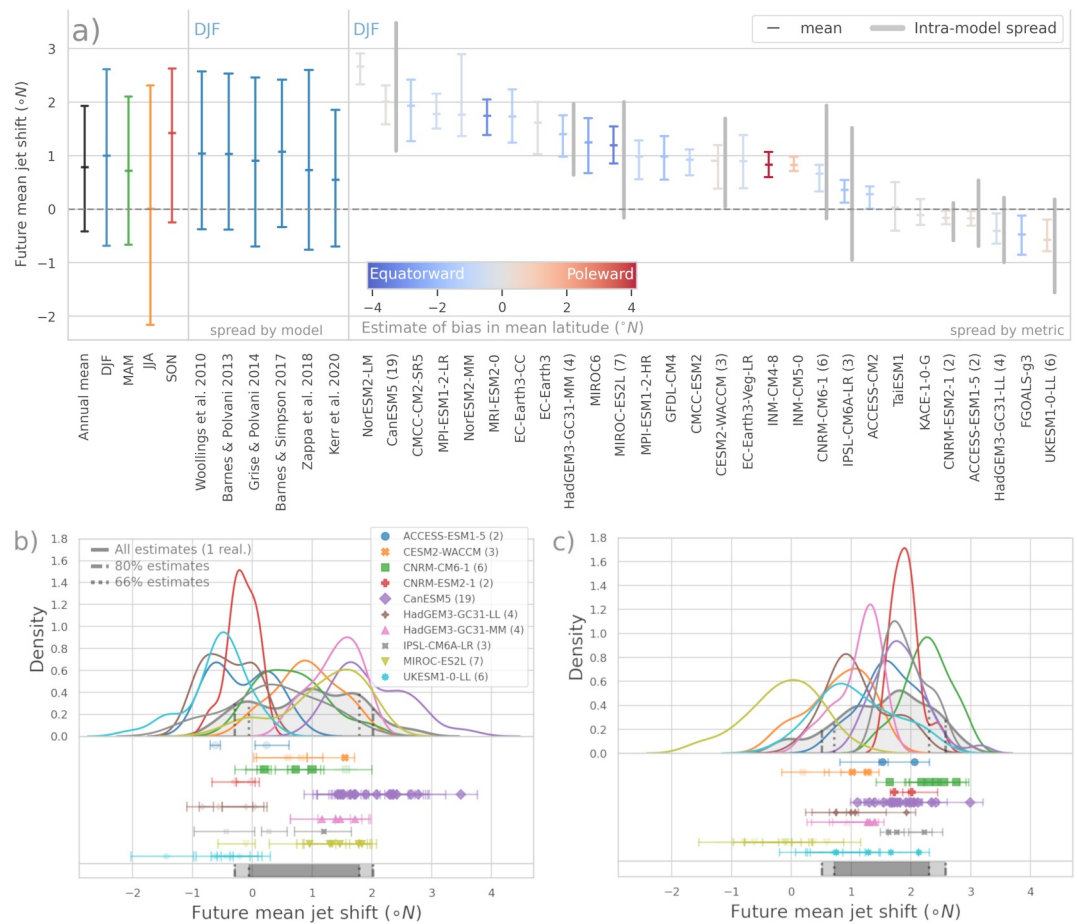 a)
DJF
DJF
mean
Intra-model spread
Future mean jet shift (∘N)
3
2
1
0
−1
−2
Equatorward
Poleward
−4
−2
0
2
4
Estimate of bias in mean latitude (°N)
spread by model
spread by metric
Annual mean
DJF
MAM
JJA
SON
Woollings et al. 2010
Barnes & Polvani 2013
Grise & Polvani 2014
Barnes & Simpson 2017
Zappa et al. 2018
Kerr et al. 2020
NorESM2-LM
CanESM5 (19)
CMCC-CM2-SR5
MPI-ESM1-2-LR
NorESM2-MM
MRI-ESM2-0
EC-Earth3-CC
EC-Earth3
HadGEM3-GC31-MM (4)
MIROC6
MIROC-ES2L (7)
MPI-ESM1-2-HR
GFDL-CM4
CMCC-ESM2
CESM2-WACCM (3)
EC-Earth3-Veg-LR
INM-CM4-8
INM-CM5-0
CNRM-CM6-1 (6)
IPSL-CM6A-LR (3)
ACCESS-CM2
TaiESM1
KACE-1-0-G
CNRM-ESM2-1 (2)
ACCESS-ESM1-5 (2)
HadGEM3-GC31-LL (4)
FGOALS-g3
UKESM1-0-LL (6)
b)
All estimates (1 real.)
80% estimates
66% estimates
ACCESS-ESM1-5 (2)
CESM2-WACCM (3)
CNRM-CM6-1 (6)
CNRM-ESM2-1 (2)
CanESM5 (19)
HadGEM3-GC31-LL (4)
HadGEM3-GC31-MM (4)
IPSL-CM6A-LR (3)
MIROC-ES2L (7)
UKESM1-0-LL (6)
Density
1.8
1.6
1.4
1.2
1.0
0.8
0.6
0.4
0.2
0.0
−2
−1
0
1
2
3
4
Future mean jet shift (∘N)
c)
Density
1.8
1.6
1.4
1.2
1.0
0.8
0.6
0.4
0.2
0.0
−2
−1
0
1
2
3
4
Future mean jet shift (∘N)